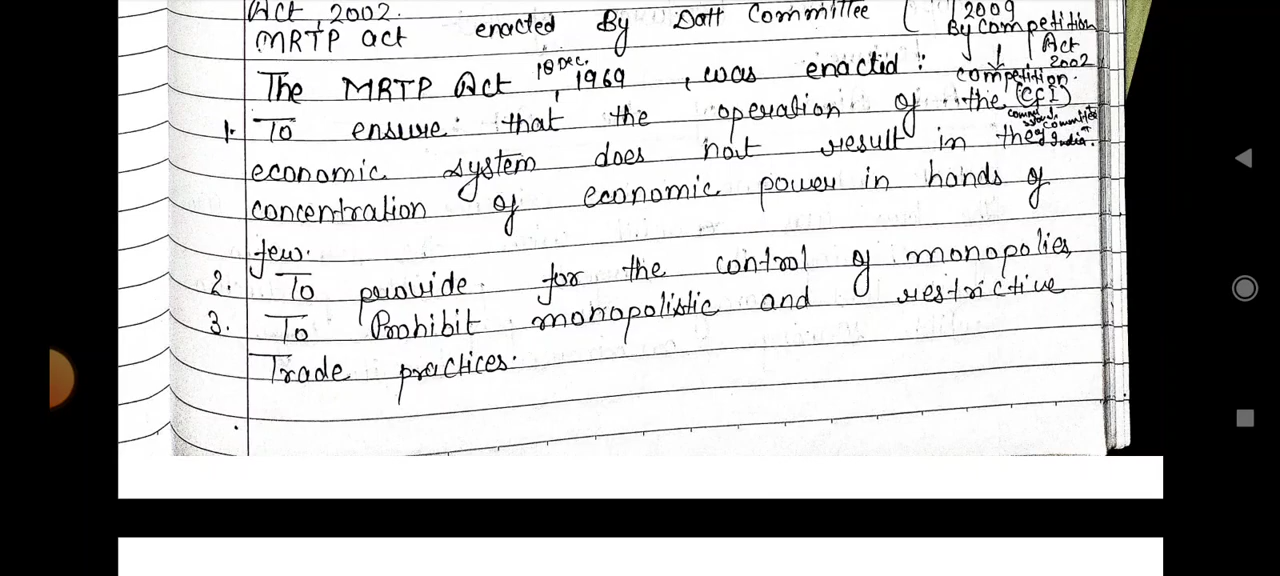 Act, 2002.
MRTP act enacted By Datt Committee ( 2009
By Competition
Act
2002
The MRTP Act 18 Dec. 1969, was enacted :
competition.
1. To ensure that the operation of the (CFI)
economic system does not result in the
India.
concentration of economic power in hands of
few.
2. To provide for the control of monopolies,
3. To Prohibit monopolistic and restrictive
Trade practices.